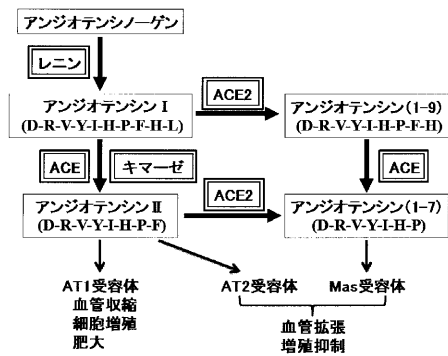 アンジオテンシノーゲン
レニン
アンジオテンシン I
(D-R-V-Y-I-H-P-F-H-L)
ACE2
アンジオテンシン(1-9)
(D-R-V-Y-I-H-P-F-H)
ACE
キマーゼ
ACE
アンジオテンシン II
(D-R-V-Y-I-H-P-F)
ACE2
アンジオテンシン(1-7)
(D-R-V-Y-I-H-P)
AT1受容体
血管収縮
細胞増殖
肥大
AT2受容体
Mas受容体
血管拡張
増殖抑制